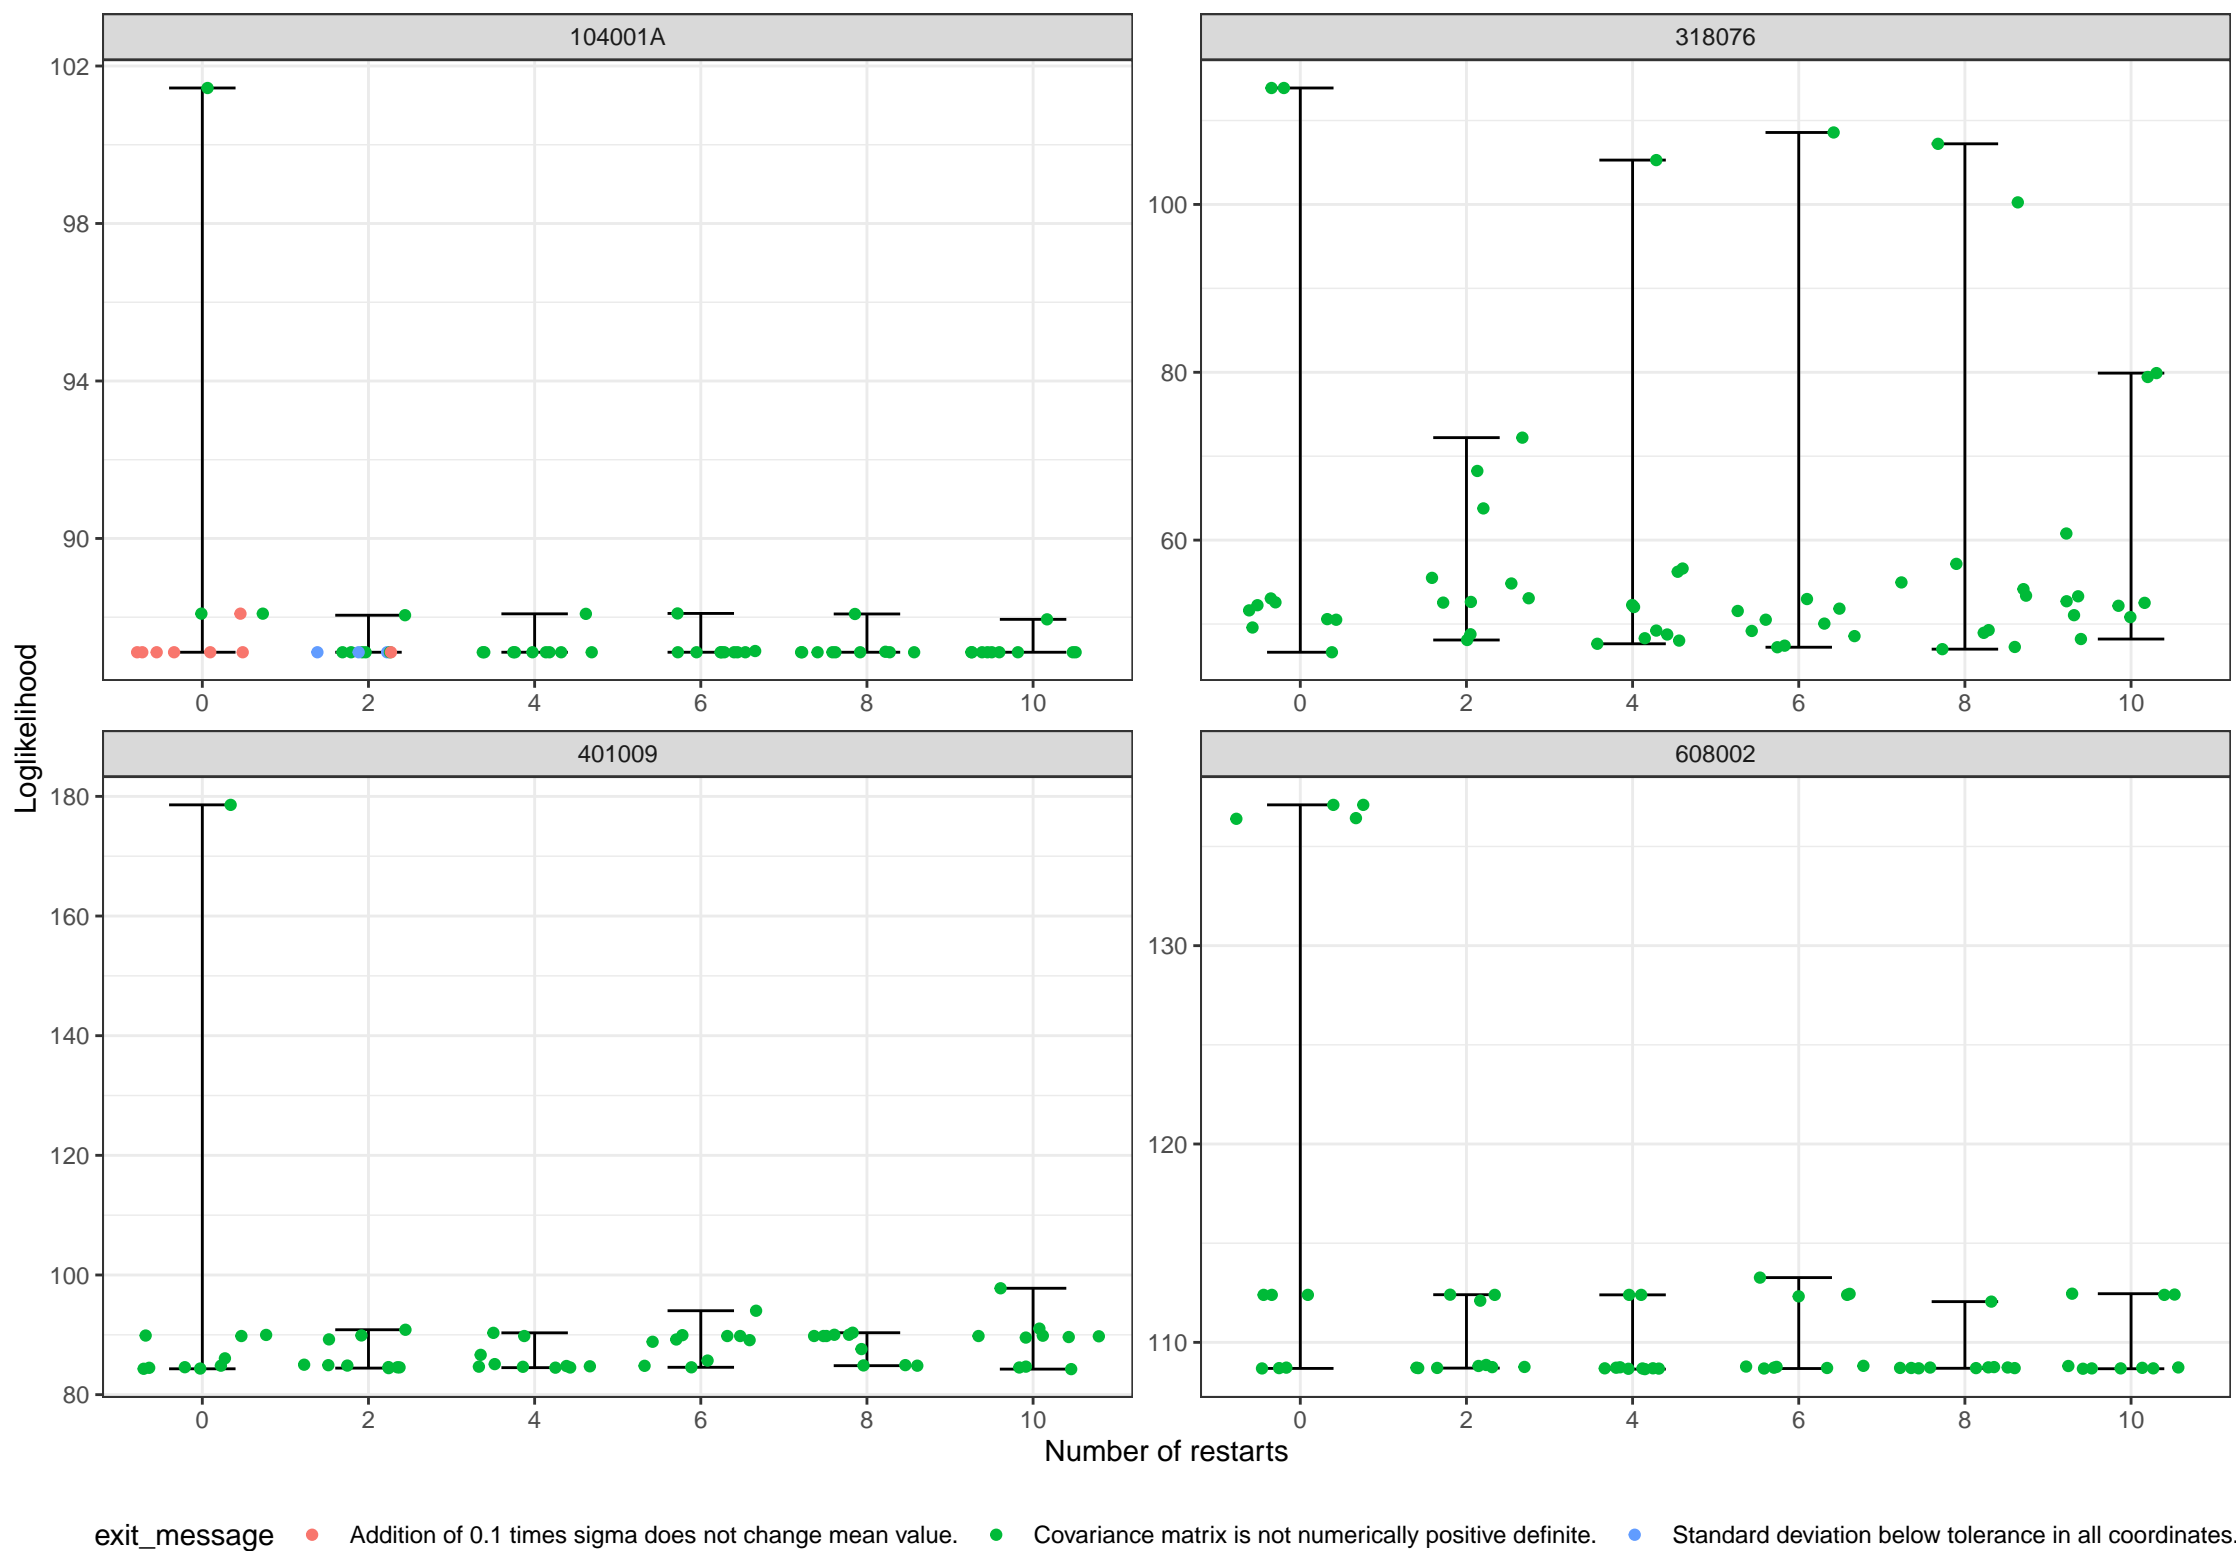 104001A
318076
102
98
94
90
100
80
60
0 2 4 6 8 10
0 2 4 6 8 10
Loglikelihood
401009
608002
180
160
140
120
100
80
130
120
110
0 2 4 6 8 10
0 2 4 6 8 10
Number of restarts
exit_message Addition of 0.1 times sigma does not change mean value. Covariance matrix is not numerically positive definite. Standard deviation below tolerance in all coordinates.